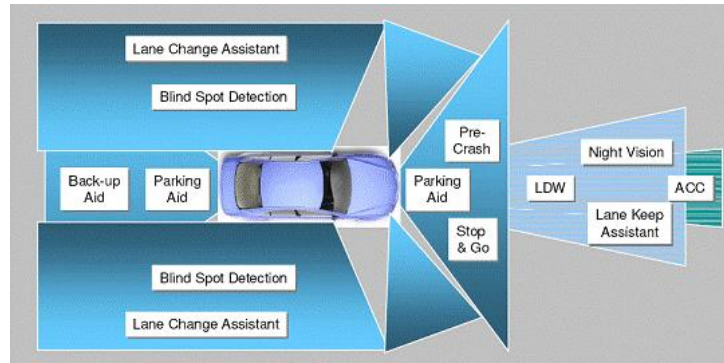 Lane Change Assistant
Blind Spot Detection
Pre-
Crash
Night Vision
Back-up
Aid
Parking
Aid
Parking
Aid
LDW
ACC
Stop
& Go
Lane Keep
Assistant
Blind Spot Detection
Lane Change Assistant